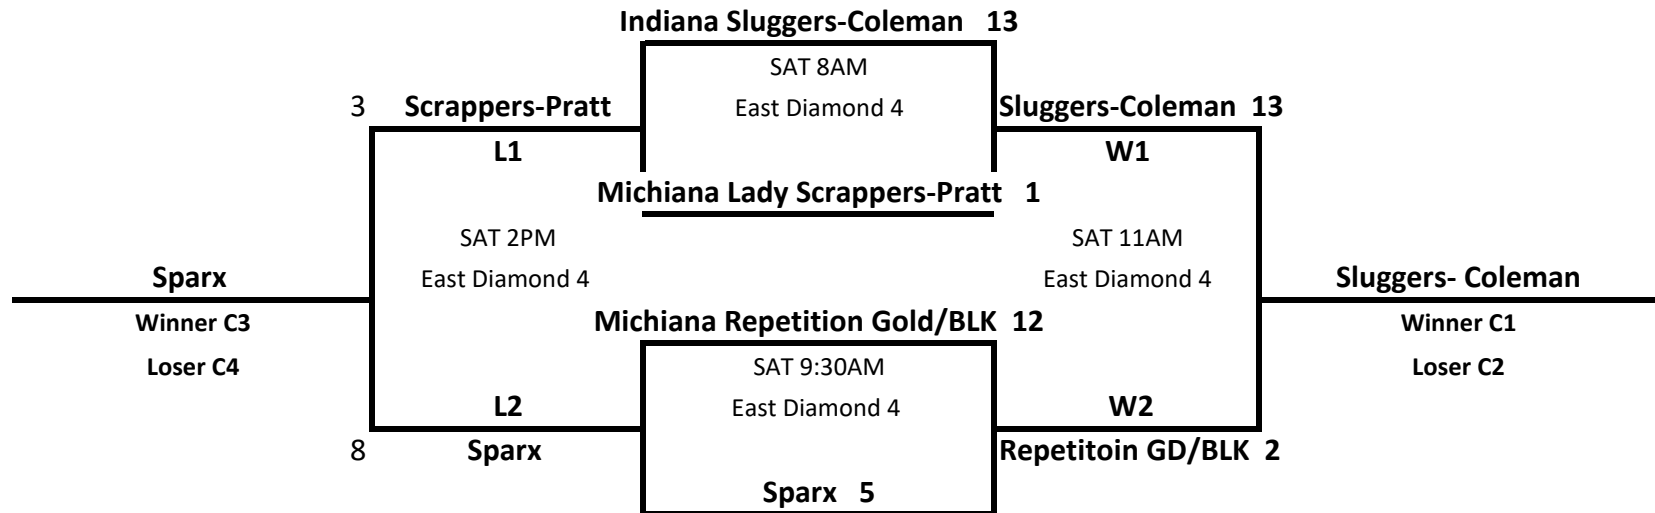 Indiana Sluggers-Coleman 13
SAT 8AM
3 Scrappers-Pratt East Diamond 4 Sluggers-Coleman 13
L1 W1
Michiana Lady Scrappers-Pratt 1
SAT 2PM SAT 11AM
Sparx East Diamond 4 East Diamond 4 Sluggers- Coleman
Winner C3 Michiana Repetition Gold/BLK 12 Winner C1
Loser C4 SAT 9:30AM Loser C2
L2 East Diamond 4 W2
8 Sparx Repetitoin GD/BLK 2
Sparx 5